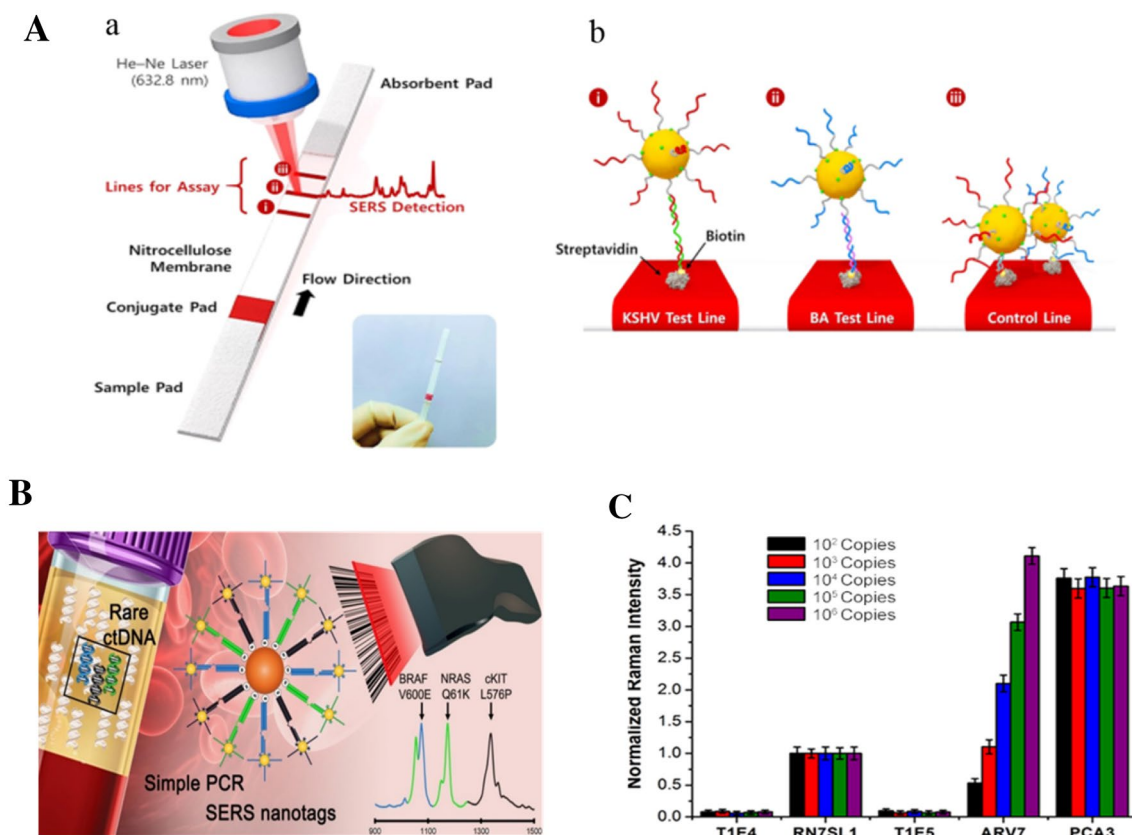 A
a
He–Ne Laser
(632.8 nm)
Absorbent Pad
iii
ii
i
Lines for Assay
SERS Detection
Nitrocellulose
Membrane
Flow Direction
Conjugate Pad
Sample Pad
b
i
ii
iii
Streptavidin
Biotin
KSHV Test Line
BA Test Line
Control Line
B
Rare
ctDNA
Simple PCR
SERS nanotags
BRAF NRAS cKIT
V600E Q61K L576P
900 1100 1300 1500
C
Normalized Raman Intensity
4.5
4.0
3.5
3.0
2.5
2.0
1.5
1.0
0.5
0.0
10² Copies
10³ Copies
10⁴ Copies
10⁵ Copies
10⁶ Copies
T1E4 RN7SL1 T1E5 ARV7 PCA3